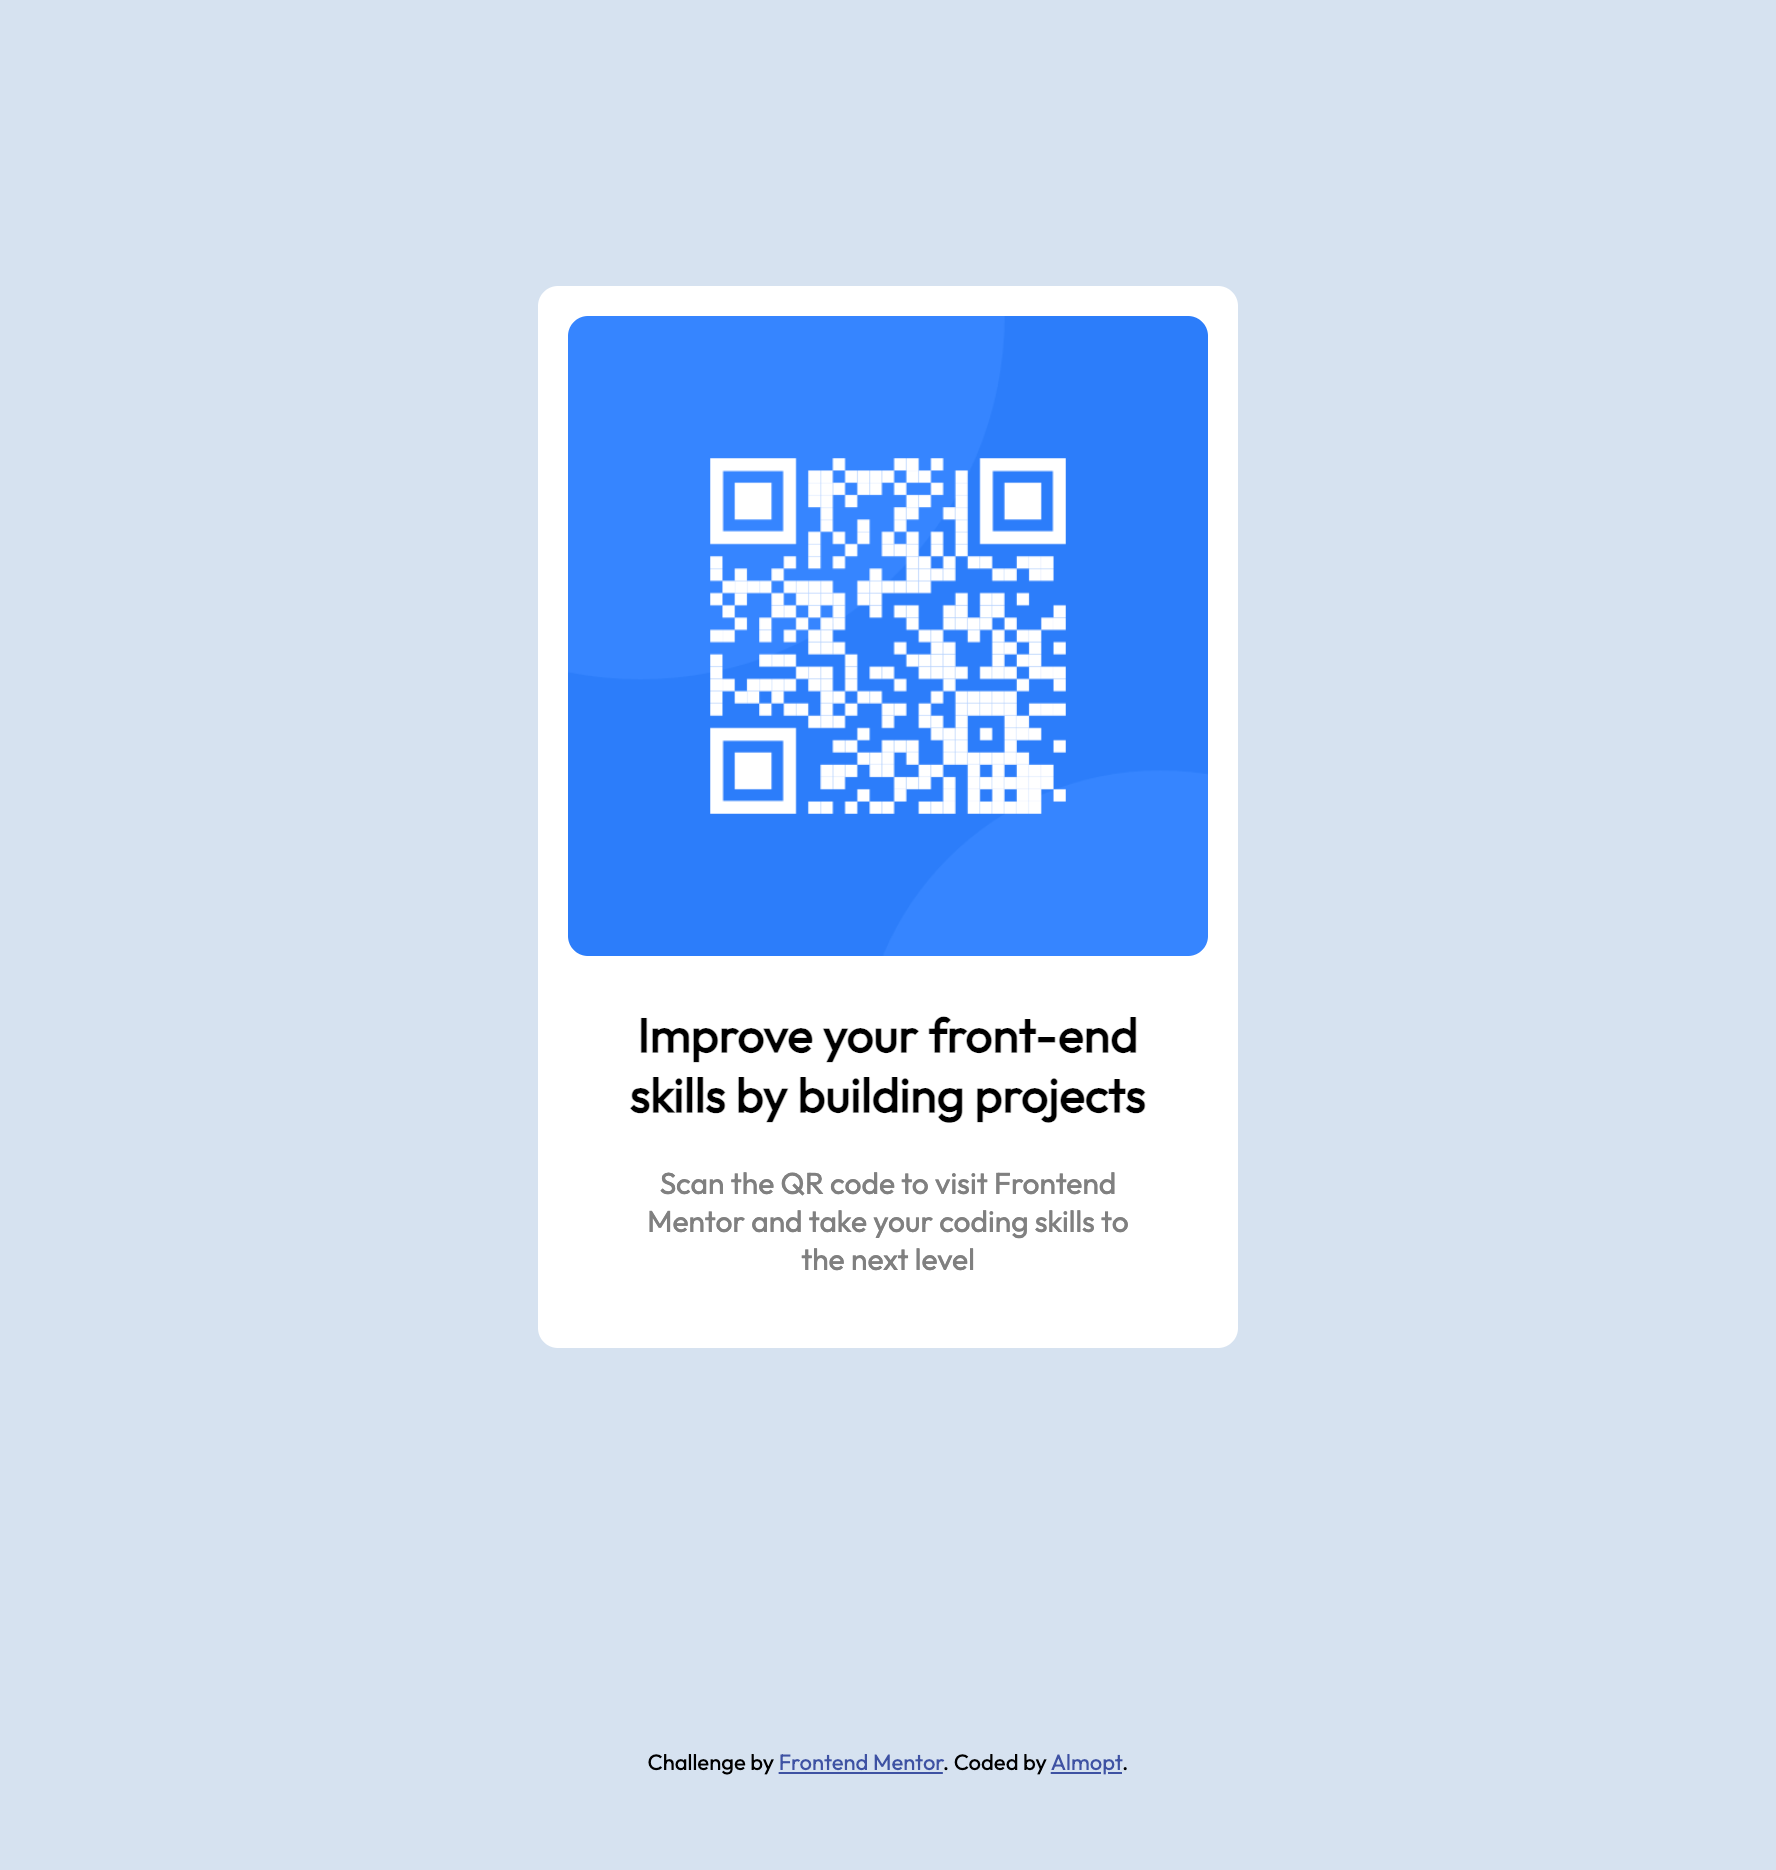 Improve your front-end
skills by building projects
Scan the QR code to visit Frontend
Mentor and take your coding skills to
the next level
Challenge by Frontend Mentor. Coded by Almopt.